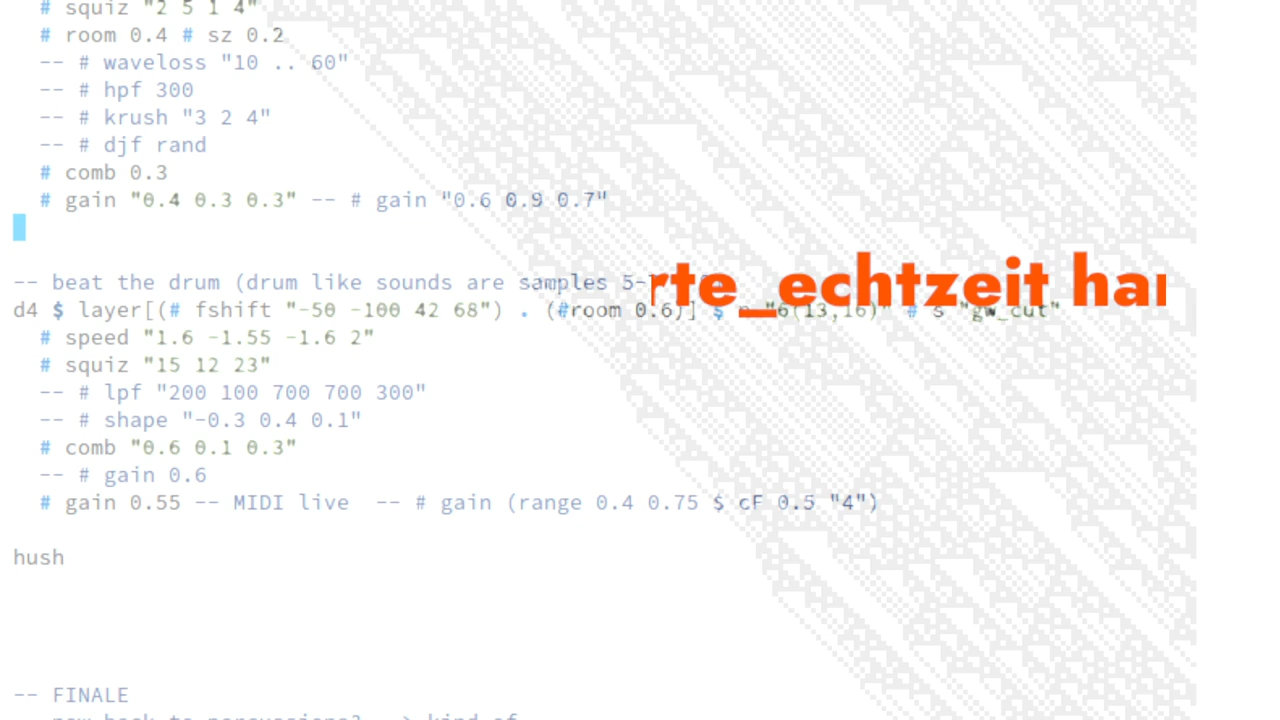 # squiz "2 5 1 4"
# room 0.4 # sz 0.2
-- # waveloss "10 .. 60"
-- # hpf 300
-- # krush "3 2 4"
-- # djf rand
# comb 0.3
# gain "0.4 0.3 0.3" -- # gain "0.6 0.9 0.7"
-- beat the drum (drum like sounds are samples 5-
rte_echtzeit har
d4 $ layer[(# fshift "-50 -100 42 68") . (#room 0.6)] $ n "6(13,16)" # s "gw_cut"
# speed "1.6 -1.55 -1.6 2"
# squiz "15 12 23"
-- # lpf "200 100 700 700 300"
-- # shape "-0.3 0.4 0.1"
# comb "0.6 0.1 0.3"
-- # gain 0.6
# gain 0.55 -- MIDI live  -- # gain (range 0.4 0.75 $ cF 0.5 "4")
hush
-- FINALE